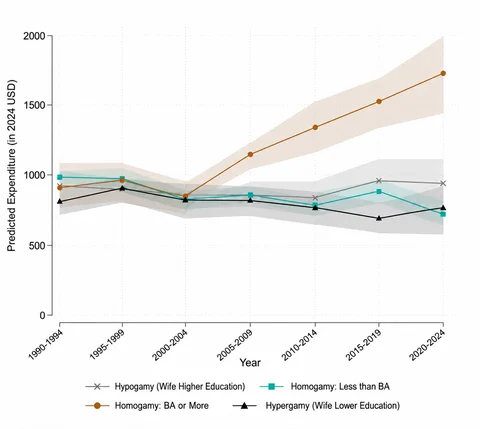 2000
1500
1000
500
0
Predicted Expenditure (in 2024 USD)
1990-1994
1995-1999
2000-2004
2005-2009
2010-2014
2015-2019
2020-2024
Year
Hypogamy (Wife Higher Education)
Homogamy: Less than BA
Homogamy: BA or More
Hypergamy (Wife Lower Education)